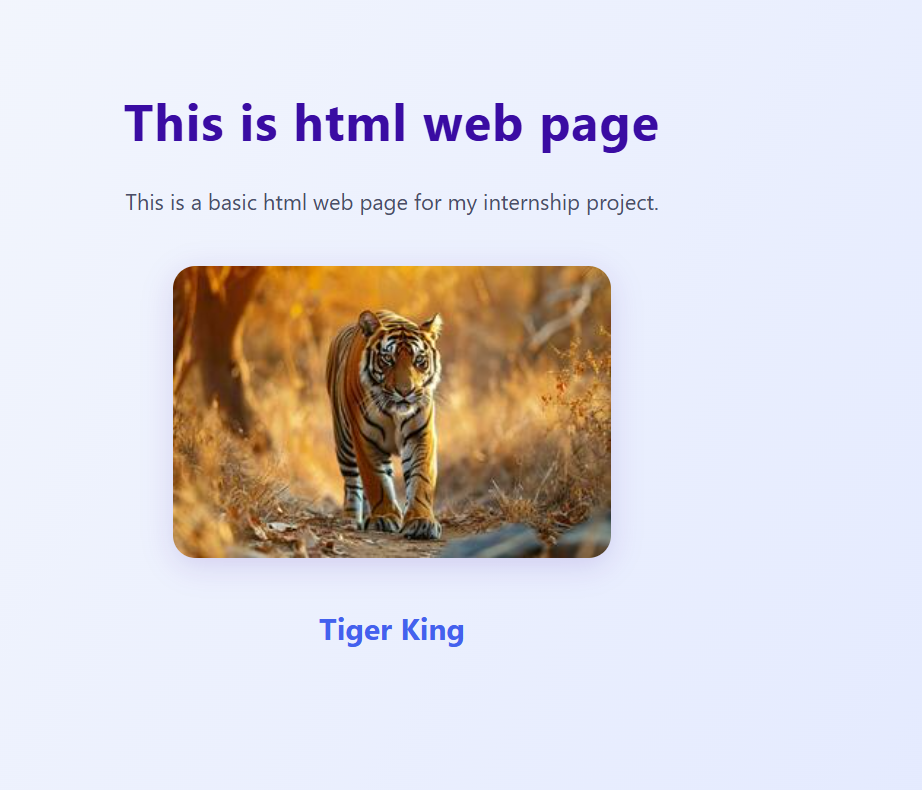 This is html web page
This is a basic html web page for my internship project.
Tiger King